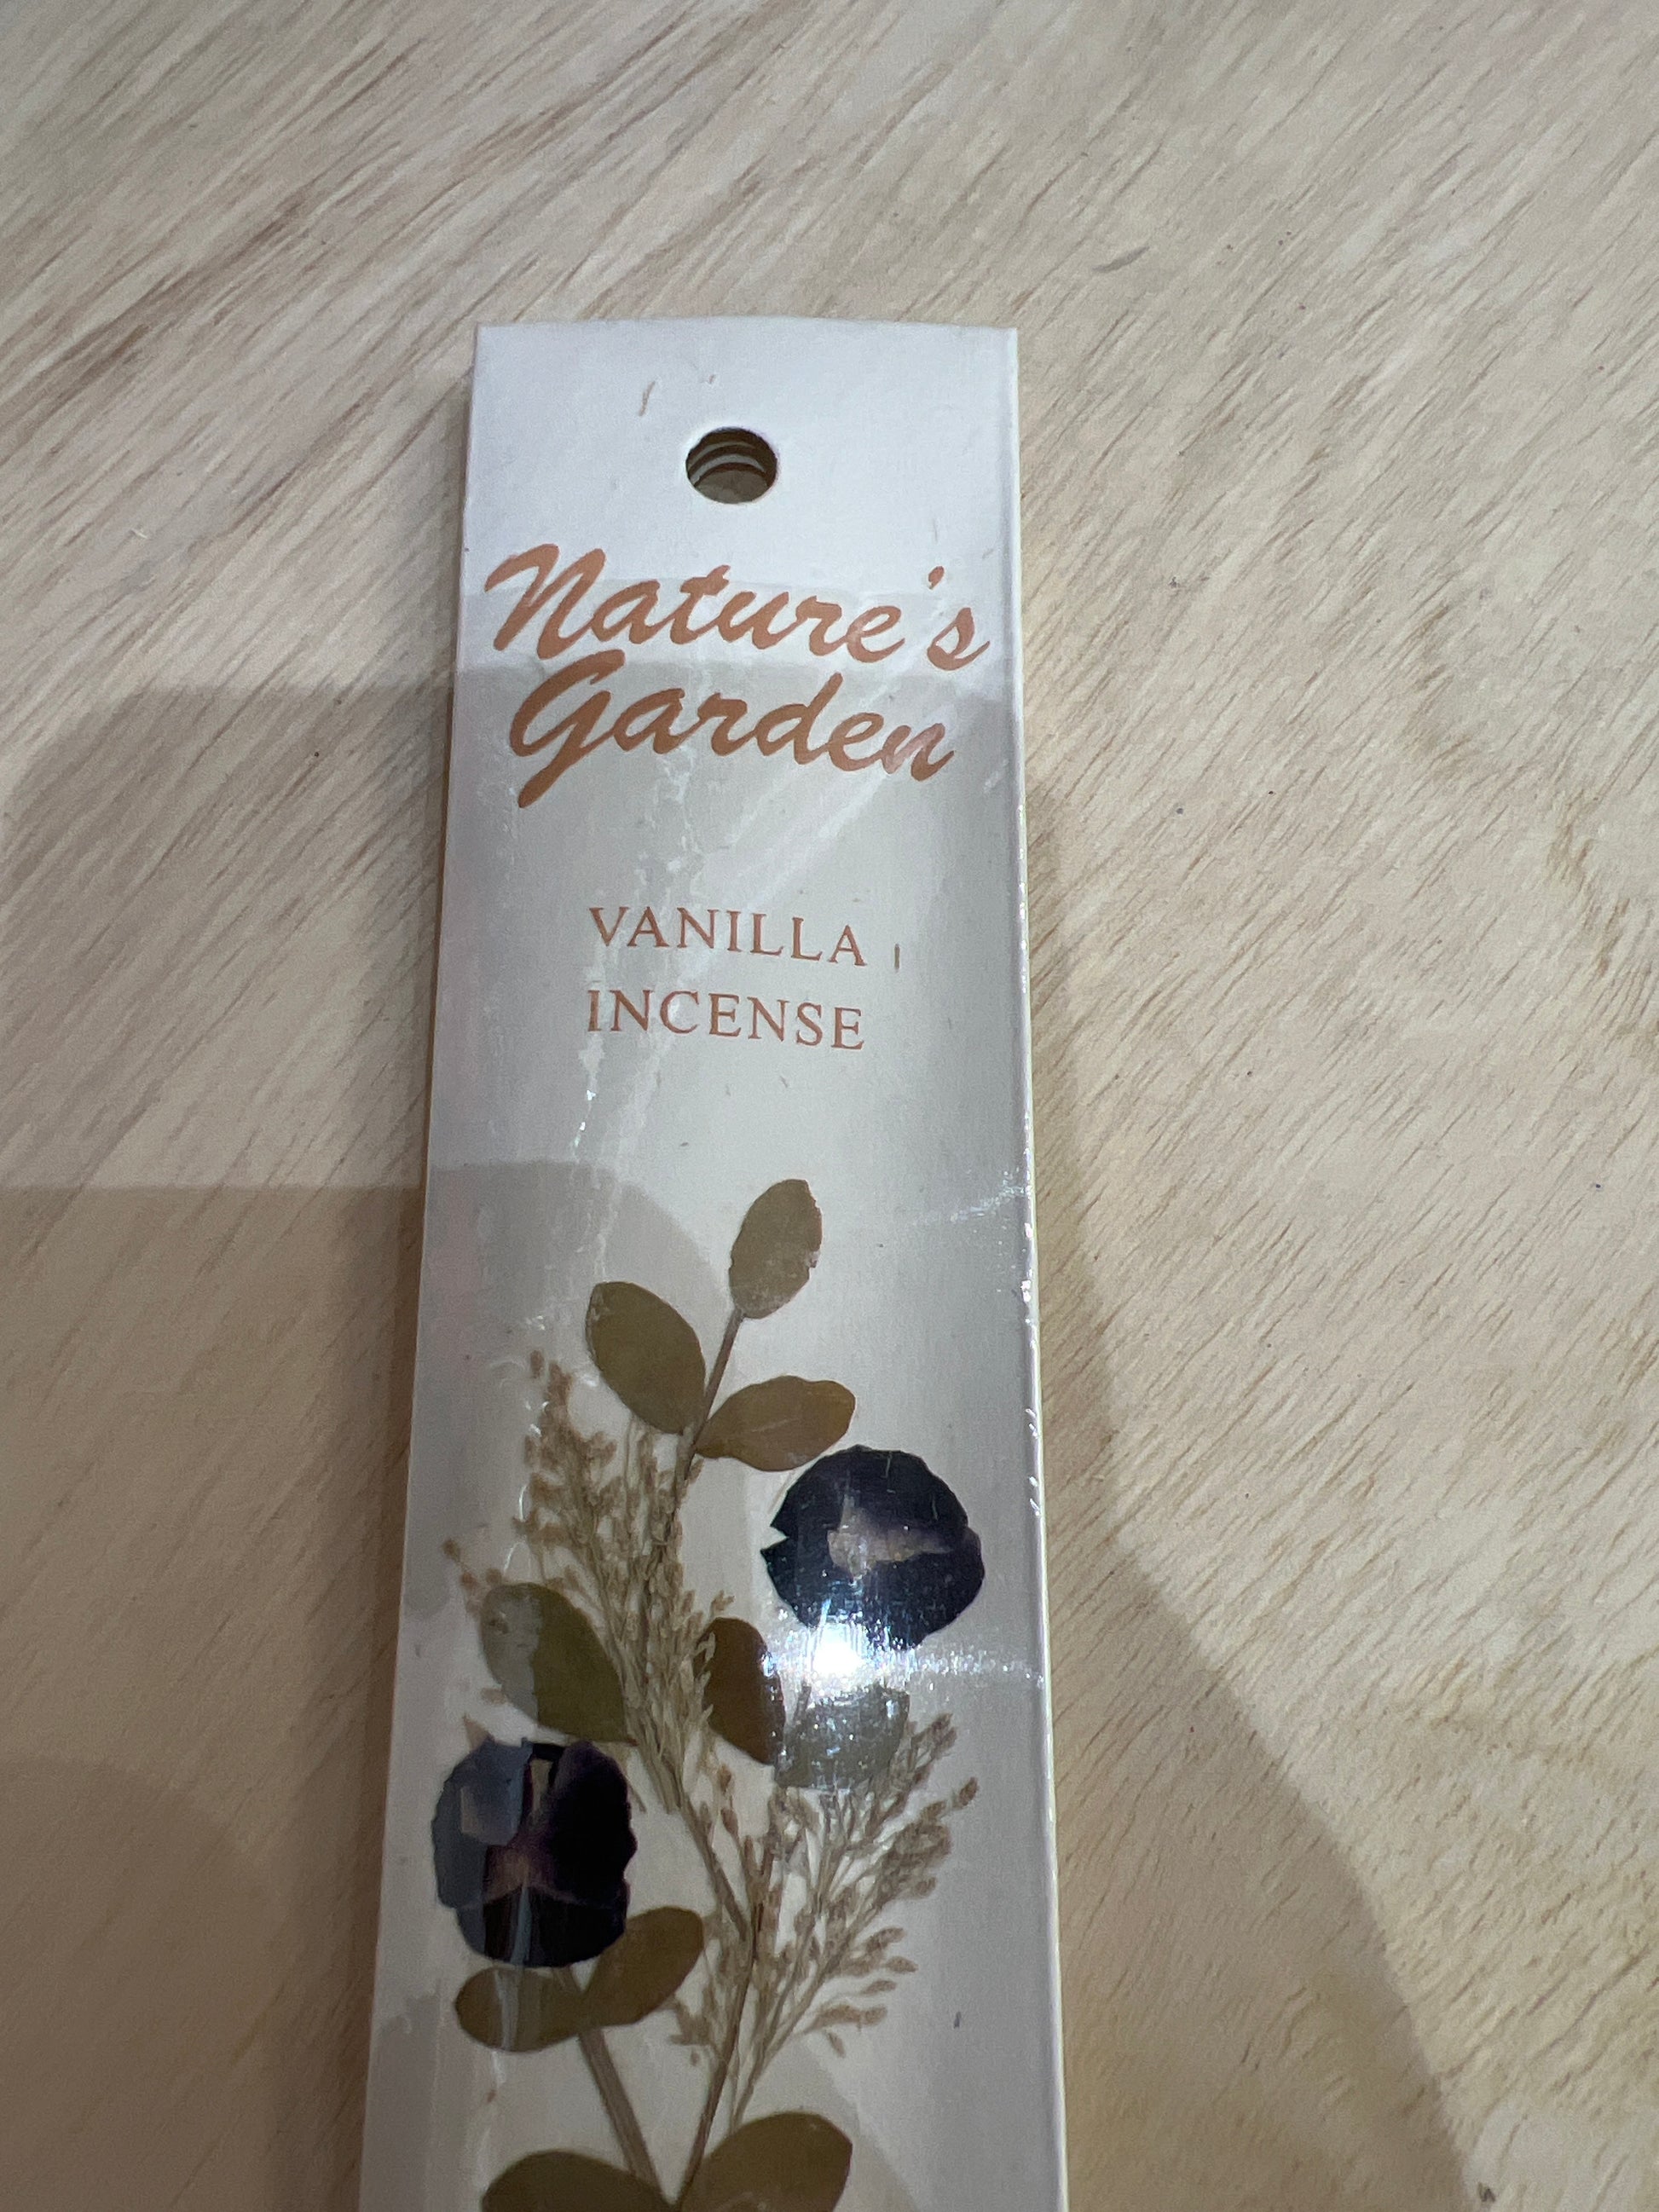 Nature's
Garden
VANILLA
INCENSE